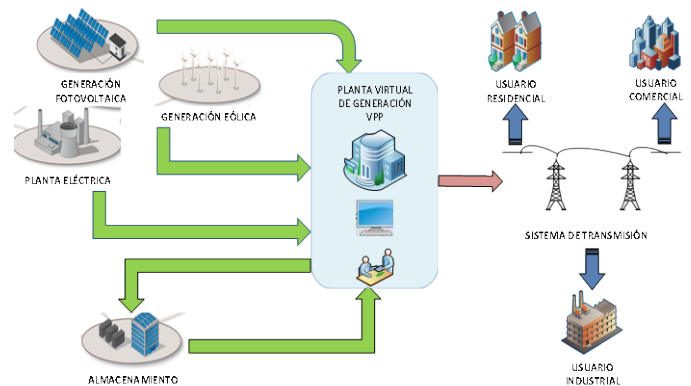 GENERACIÓN
FOTOVOLTAICA
GENERACIÓN EÓLICA
PLANTA ELÉCTRICA
ALMACENAMIENTO
PLANTA VIRTUAL
DE GENERACIÓN
VPP
USUARIO
RESIDENCIAL
USUARIO
COMERCIAL
SISTEMA DE TRANSMISIÓN
USUARIO
INDUSTRIAL